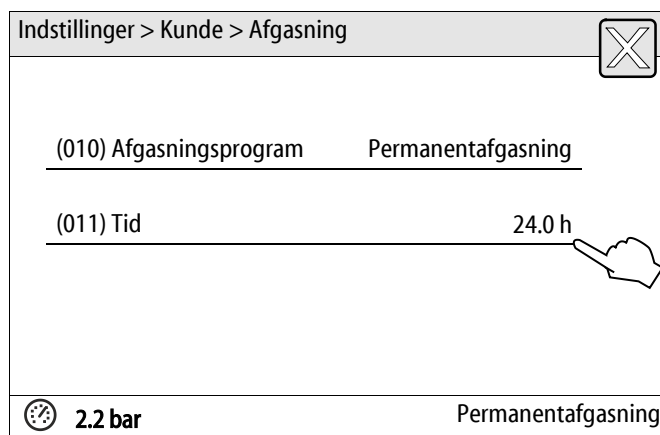 Indstillinger > Kunde > Afgasning
(010) Afgasningsprogram Permanentafgasning
(011) Tid 24.0 h
2.2 bar Permanentafgasning